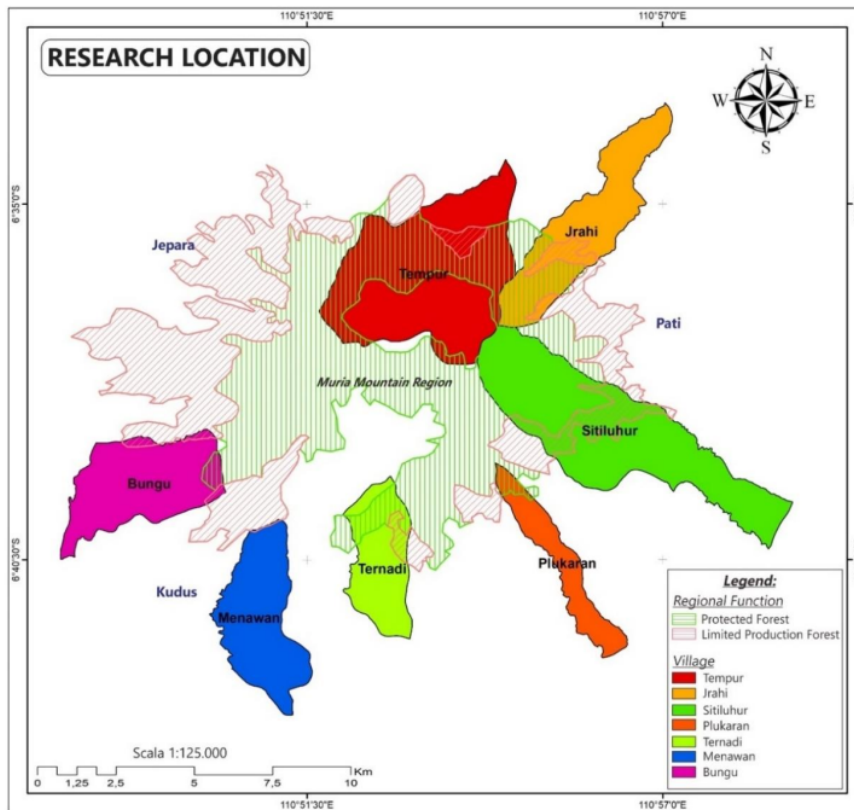 110°51'30"E
110°57'0"E
RESEARCH LOCATION
N
W E
S
6°35'0"S
Jepara
Jrahi
Tempur
Pati
Muria Mountain Region
Sitiluhur
Bungu
6°40'30"S
Ternadi
Plukaran
Kudus
Menawan
Legend:
Regional Function
Protected Forest
Limited Production Forest
Village
Tempur
Jrahi
Sitiluhur
Plukaran
Ternadi
Menawan
Bungu
Scala 1:125.000
Km
0 1,25 2,5 5 7,5 10
110°51'30"E
110°57'0"E